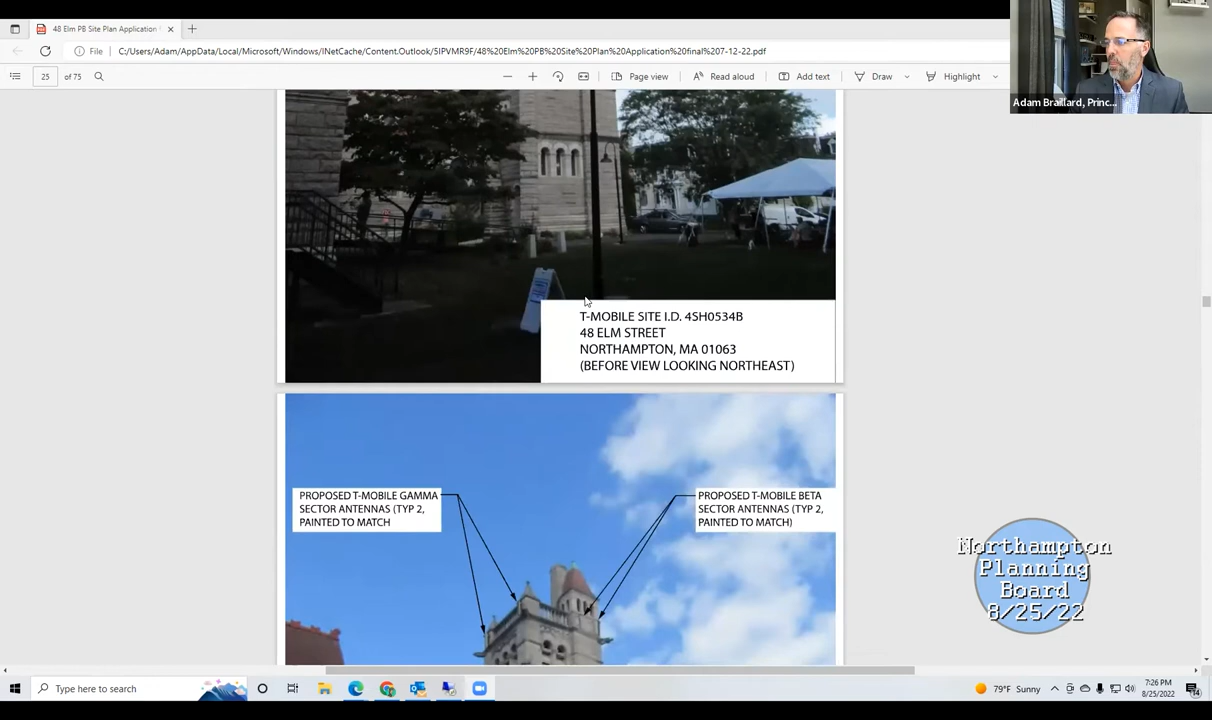 48 Elm PB Site Plan Application
File
C:/Users/Adam/AppData/Local/Microsoft/Windows/INetCache/Content.Outlook/5IPVMR9F/48%20Elm%20PB%20Site%20Plan%20Application%20final%207-12-22.pdf
25 of 75
Page view
Read aloud
Add text
Draw
Highlight
Adam Braillard, Princ...
T-MOBILE SITE I.D. 4SH0534B
48 ELM STREET
NORTHAMPTON, MA 01063
(BEFORE VIEW LOOKING NORTHEAST)
PROPOSED T-MOBILE GAMMA
SECTOR ANTENNAS (TYP 2,
PAINTED TO MATCH
PROPOSED T-MOBILE BETA
SECTOR ANTENNAS (TYP 2,
PAINTED TO MATCH)
Northampton
Planning
Board
8/25/22
Type here to search
79°F Sunny
7:26 PM
8/25/2022
14